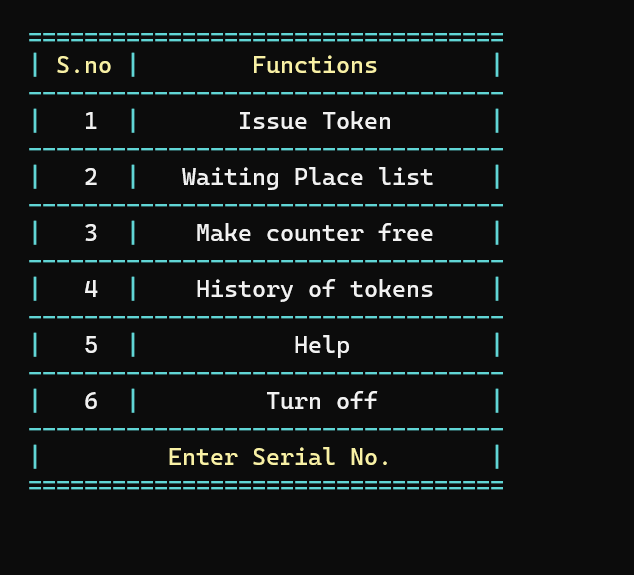 ==================================
| S.no |        Functions        |
----------------------------------
|   1  |       Issue Token       |
----------------------------------
|   2  |   Waiting Place list    |
----------------------------------
|   3  |    Make counter free    |
----------------------------------
|   4  |    History of tokens    |
----------------------------------
|   5  |           Help          |
----------------------------------
|   6  |         Turn off        |
----------------------------------
|         Enter Serial No.       |
==================================